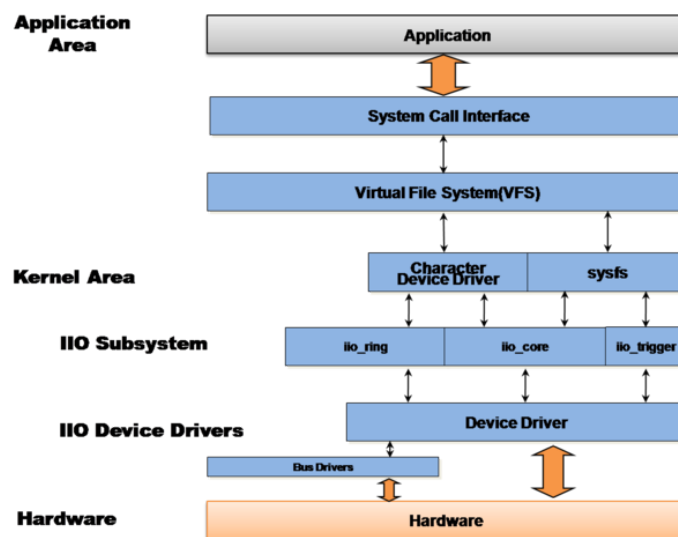 Application
Area
Application
System Call Interface
Virtual File System(VFS)
Kernel Area
Character
Device Driver
sysfs
IIO Subsystem
iio_ring
iio_core
iio_trigger
IIO Device Drivers
Device Driver
Bus Drivers
Hardware
Hardware